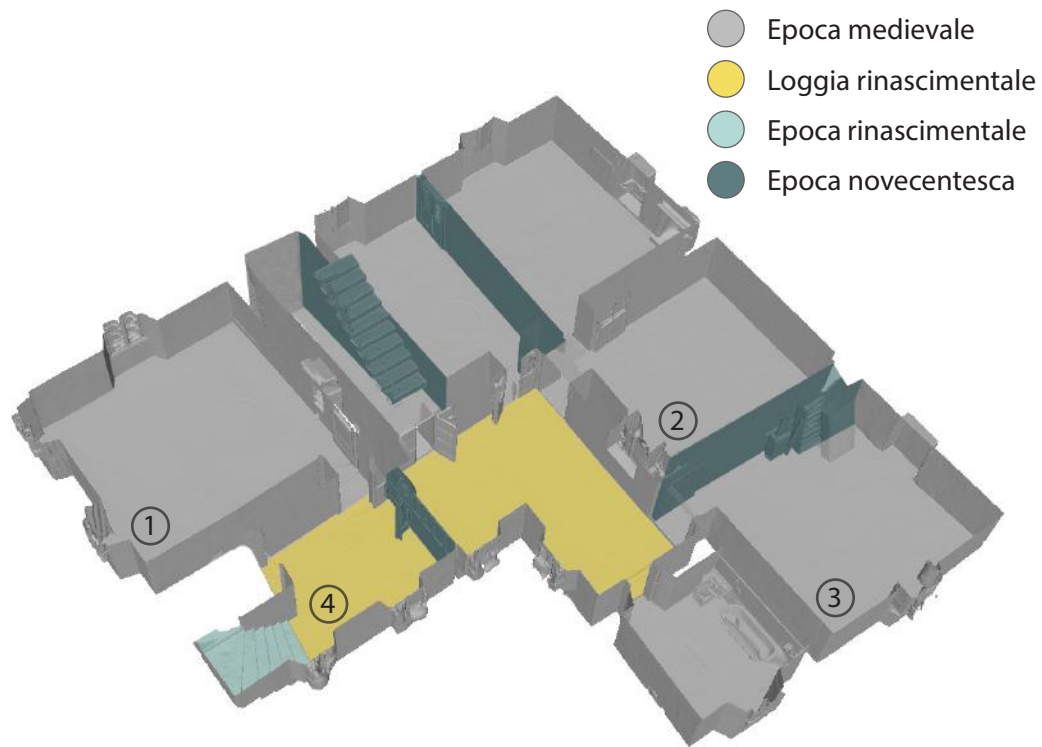 Epoca medievale
Loggia rinascimentale
Epoca rinascimentale
Epoca novecentesca
2
1
3
4